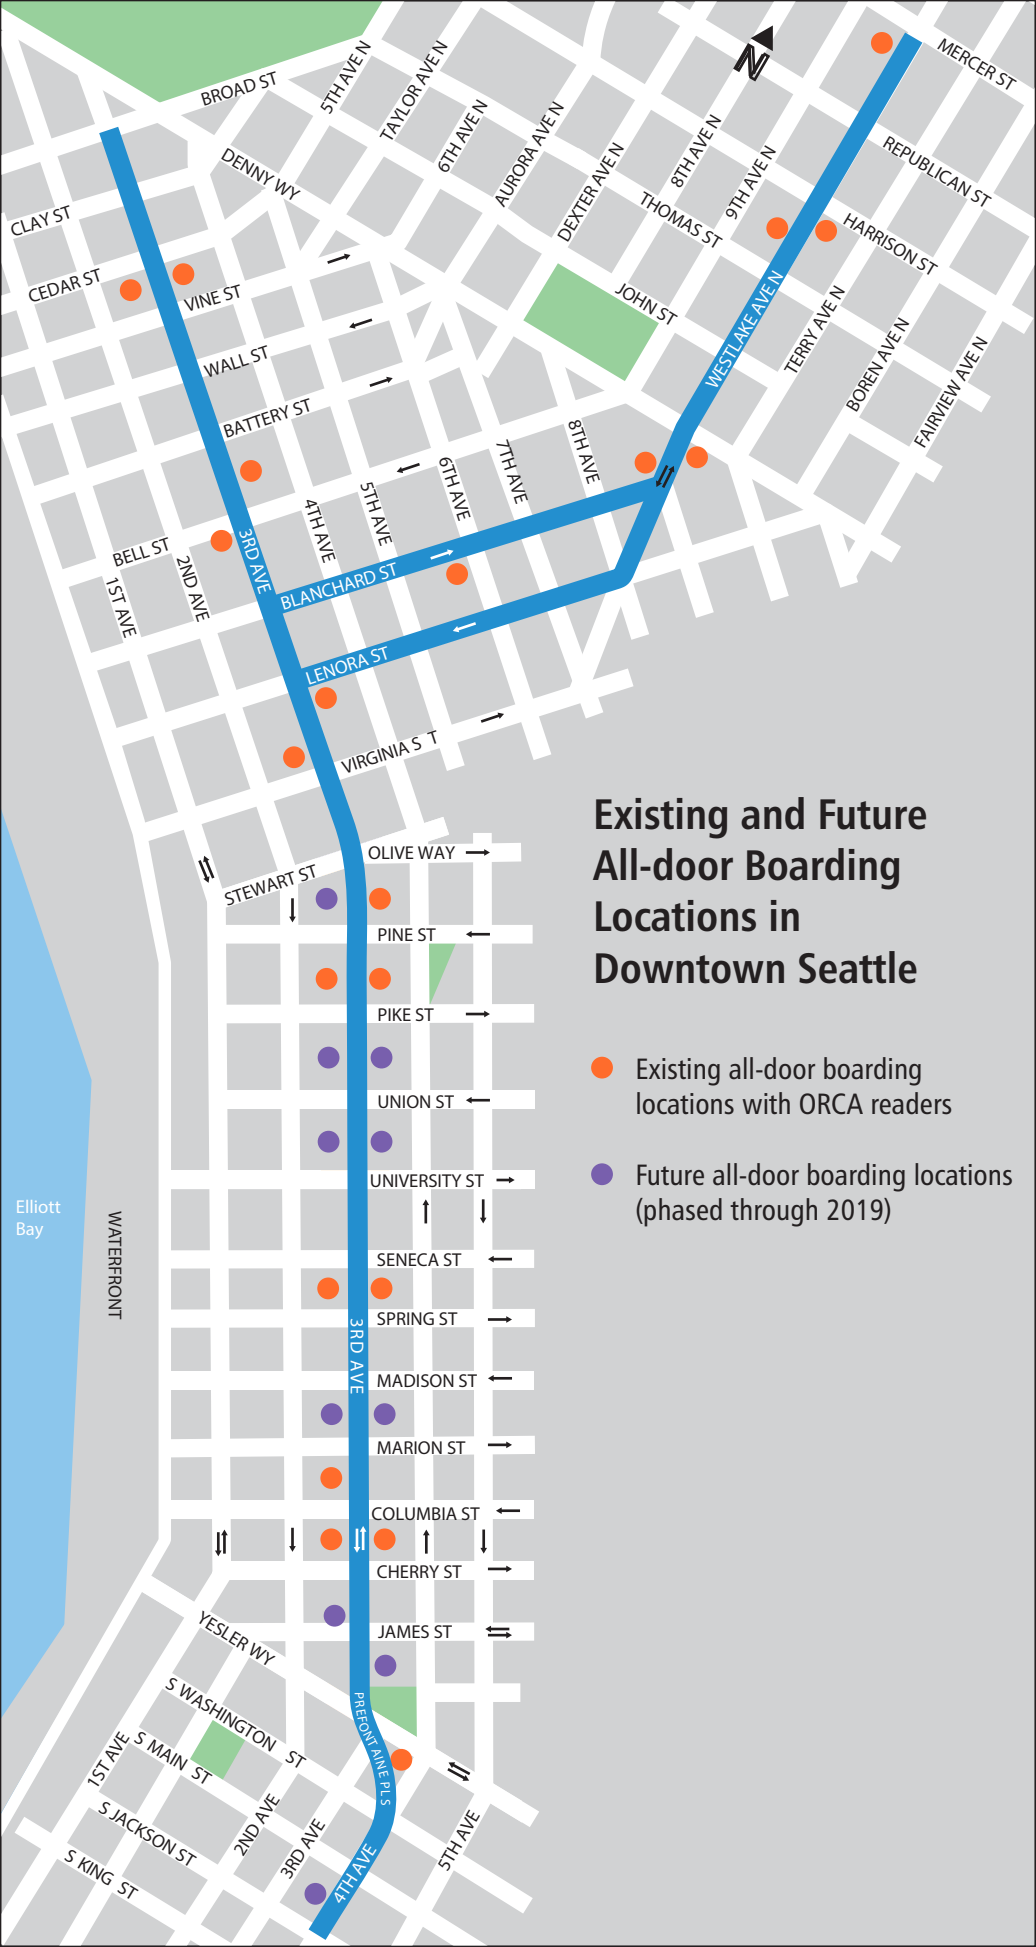 MERCER ST
N
BROAD ST
5TH AVE N
TAYLOR AVE N
6TH AVE N
AURORA AVE N
DEXTER AVE N
8TH AVE N
9TH AVE N
REPUBLICAN ST
DENNY WY
THOMAS ST
HARRISON ST
CLAY ST
CEDAR ST
VINE ST
JOHN ST
WESTLAKE AVE N
TERRY AVE N
BOREN AVE N
FAIRVIEW AVE N
WALL ST
BATTERY ST
8TH AVE
7TH AVE
6TH AVE
5TH AVE
4TH AVE
3RD AVE
BELL ST
2ND AVE
1ST AVE
BLANCHARD ST
LENORA ST
VIRGINIA S T
Existing and Future
All-door Boarding
Locations in
Downtown Seattle
OLIVE WAY
STEWART ST
PINE ST
PIKE ST
Existing all-door boarding
locations with ORCA readers
UNION ST
UNIVERSITY ST
Future all-door boarding locations
(phased through 2019)
Elliott
Bay
WATERFRONT
SENECA ST
SPRING ST
3RD AVE
MADISON ST
MARION ST
COLUMBIA ST
CHERRY ST
JAMES ST
YESLER WY
S WASHINGTON ST
PREFONT AINE PL S
S MAIN ST
1ST AVE
S JACKSON ST
2ND AVE
3RD AVE
4TH AVE
5TH AVE
S KING ST